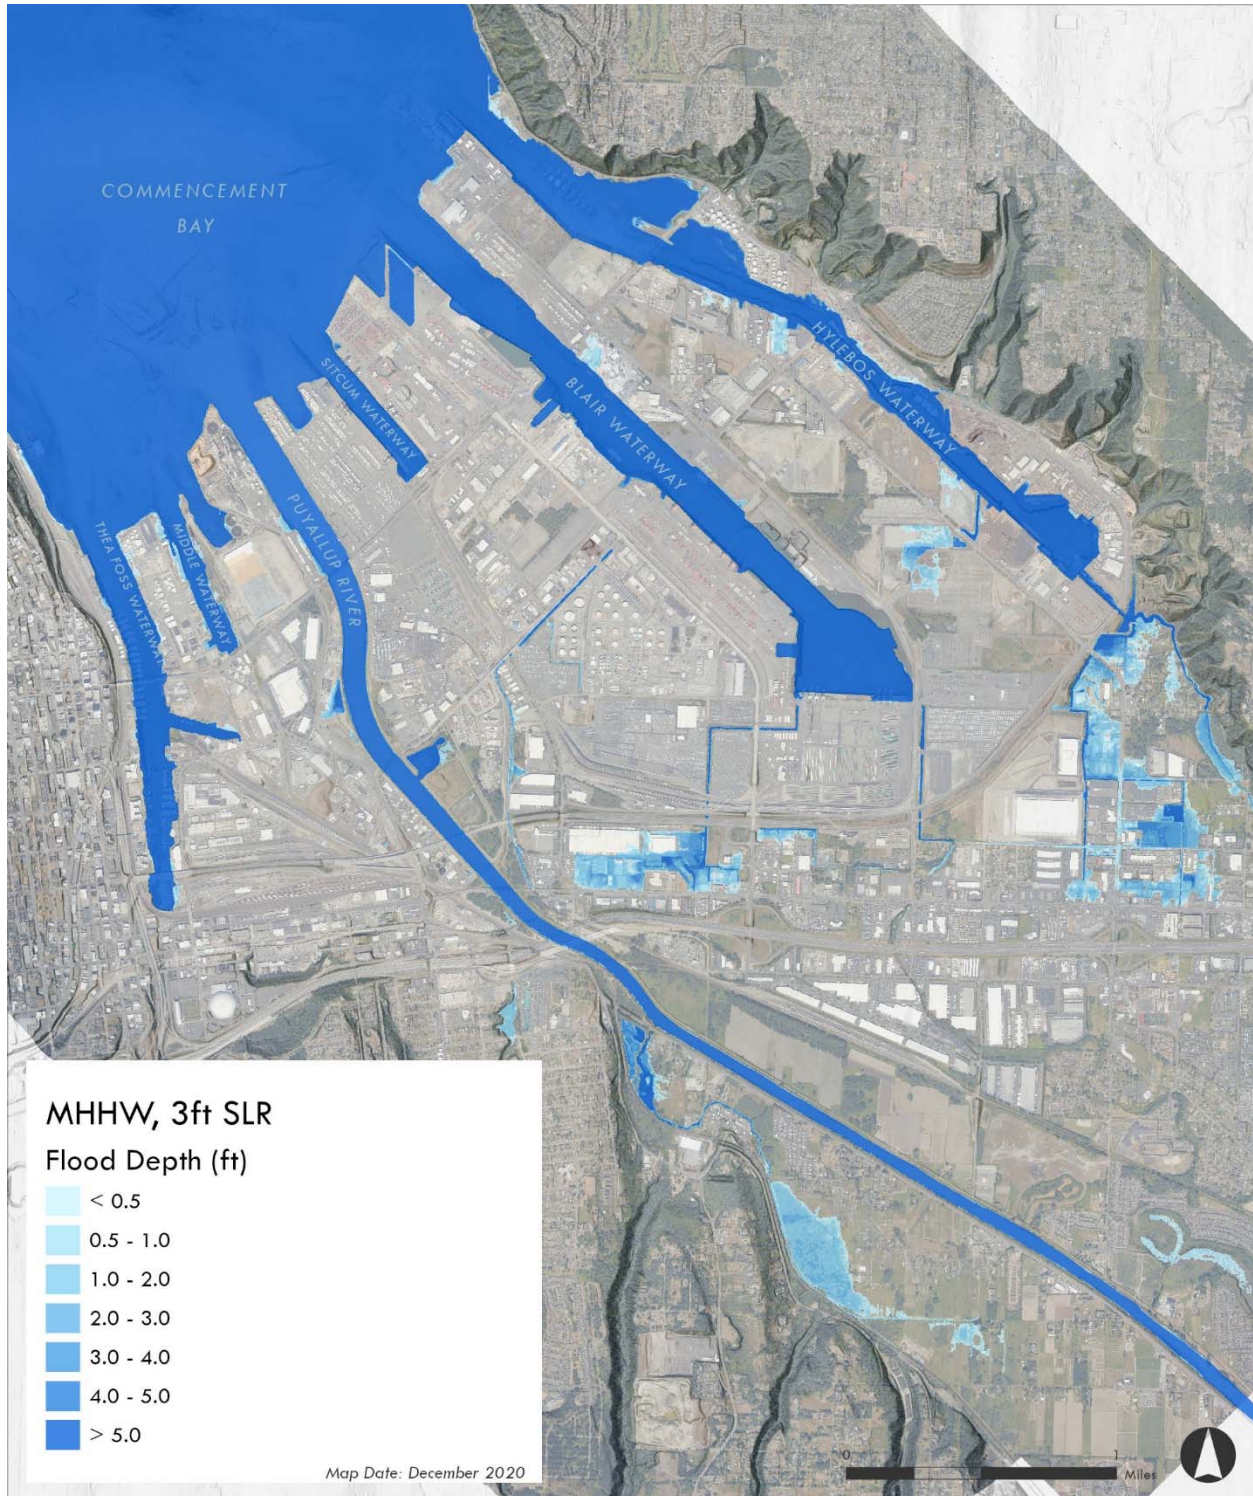 COMMENCEMENT
BAY
HYLEBOS WATERWAY
BLAIR WATERWAY
SITCUM WATERWAY
PUYALLUP RIVER
MIDDLE WATERWAY
THEA FOSS WATERWAY
MHHW, 3ft SLR
Flood Depth (ft)
< 0.5
0.5 - 1.0
1.0 - 2.0
2.0 - 3.0
3.0 - 4.0
4.0 - 5.0
> 5.0
Map Date: December 2020
0 1
Miles